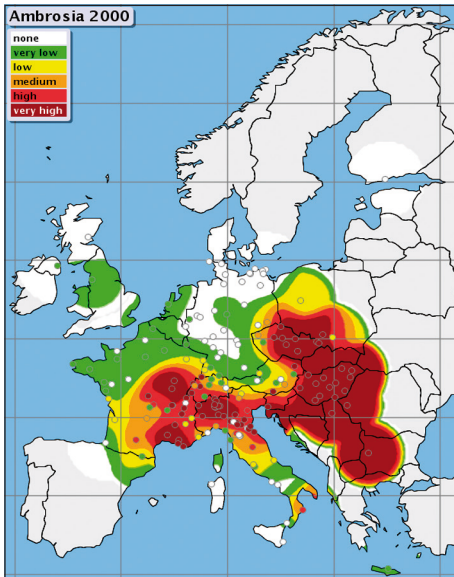 Ambrosia 2000
none
very low
low
medium
high
very high